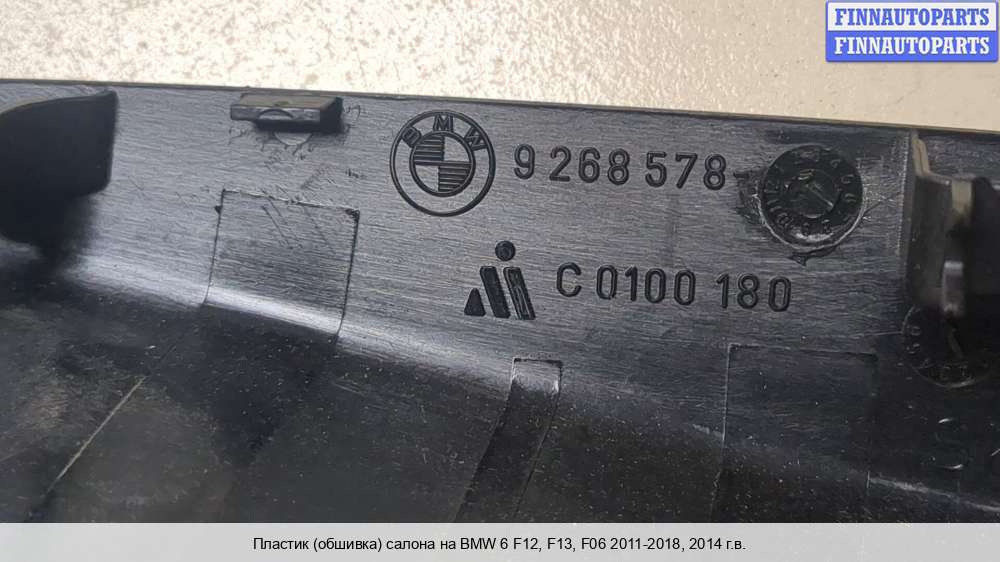 FINNAUTOPARTS
FINNAUTOPARTS
BMW
9 268 578
C 0100 180
Пластик (обшивка) салона на BMW 6 F12, F13, F06 2011-2018, 2014 г.в.